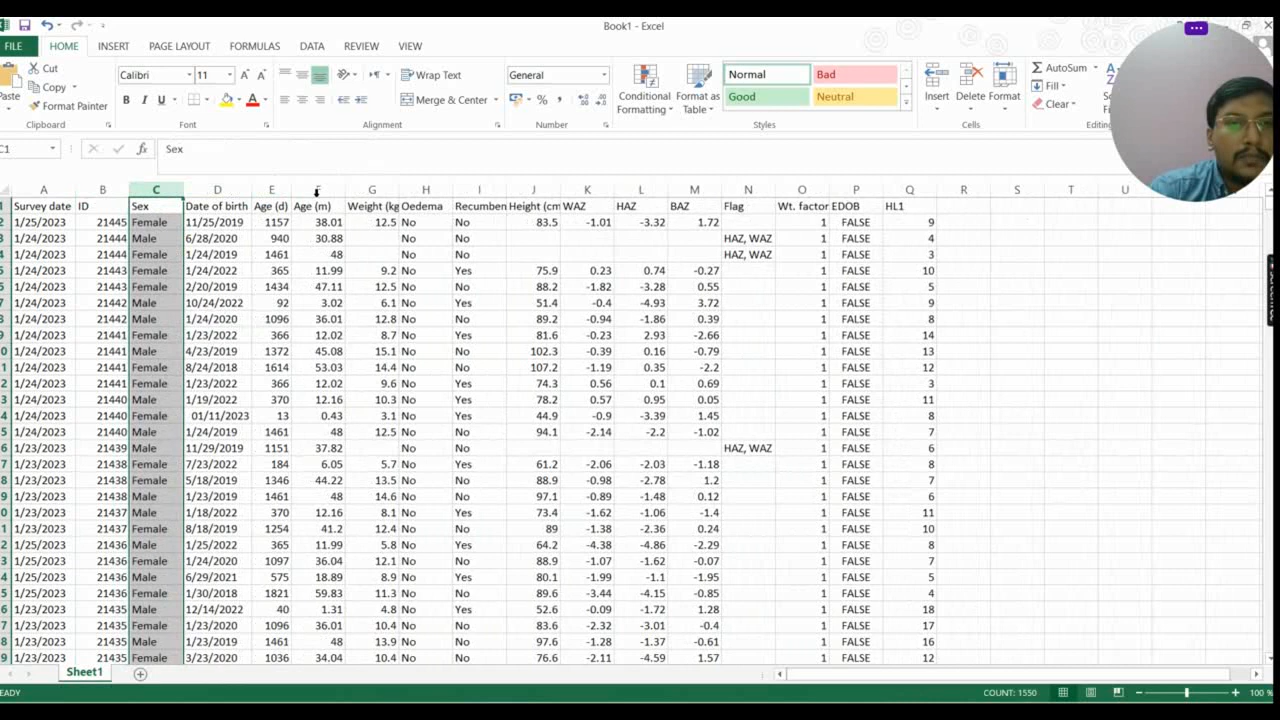 Book1 - Excel
FILE HOME INSERT PAGE LAYOUT FORMULAS DATA REVIEW VIEW
Cut Calibri 11 A A Wrap Text General Normal Bad AutoSum
Copy Fill
Format Painter B I U Merge & Center % Conditional Formatting Format as Table Good Neutral Insert Delete Format Clear
Paste
Clipboard Font Alignment Number Styles Cells Editing
C1 fx Sex
A B C D E F G H I J K L M N O P Q R S T U
1 Survey date ID Sex Date of birth Age (d) Age (m) Weight (kg Oedema Recumben Height (cm WAZ HAZ BAZ Flag Wt. factor EDOB HL1
2 1/25/2023 21445 Female 11/25/2019 1157 38.01 12.5 No No 83.5 -1.01 -3.32 1.72 1 FALSE 9
3 1/24/2023 21444 Male 6/28/2020 940 30.88 No No HAZ, WAZ 1 FALSE 4
4 1/24/2023 21444 Female 1/24/2019 1461 48 No No HAZ, WAZ 1 FALSE 3
5 1/24/2023 21443 Female 1/24/2022 365 11.99 9.2 No Yes 75.9 0.23 0.74 -0.27 1 FALSE 10
6 1/24/2023 21443 Female 2/20/2019 1434 47.11 12.5 No No 88.2 -1.82 -3.28 0.55 1 FALSE 5
7 1/24/2023 21442 Male 10/24/2022 92 3.02 6.1 No Yes 51.4 -0.4 -4.93 3.72 1 FALSE 9
8 1/24/2023 21442 Male 1/24/2020 1096 36.01 12.8 No No 89.2 -0.94 -1.86 0.39 1 FALSE 8
9 1/24/2023 21441 Female 1/23/2022 366 12.02 8.7 No Yes 81.6 -0.23 2.93 -2.66 1 FALSE 14
0 1/24/2023 21441 Male 4/23/2019 1372 45.08 15.1 No No 102.3 -0.39 0.16 -0.79 1 FALSE 13
1 1/24/2023 21441 Female 8/24/2018 1614 53.03 14.4 No No 107.2 -1.19 0.35 -2.2 1 FALSE 12
2 1/24/2023 21441 Female 1/23/2022 366 12.02 9.6 No Yes 74.3 0.56 0.1 0.69 1 FALSE 3
3 1/24/2023 21440 Male 1/19/2022 370 12.16 10.3 No Yes 78.2 0.57 0.95 0.05 1 FALSE 11
4 1/24/2023 21440 Female 01/11/2023 13 0.43 3.1 No Yes 44.9 -0.9 -3.39 1.45 1 FALSE 8
5 1/24/2023 21440 Male 1/24/2019 1461 48 12.5 No No 94.1 -2.14 -2.2 -1.02 1 FALSE 7
6 1/23/2023 21439 Male 11/29/2019 1151 37.82 No No HAZ, WAZ 1 FALSE 6
7 1/23/2023 21438 Female 7/23/2022 184 6.05 5.7 No Yes 61.2 -2.06 -2.03 -1.18 1 FALSE 8
8 1/23/2023 21438 Female 5/18/2019 1346 44.22 13.5 No No 88.9 -0.98 -2.78 1.2 1 FALSE 7
9 1/23/2023 21438 Male 1/23/2019 1461 48 14.6 No No 97.1 -0.89 -1.48 0.12 1 FALSE 6
0 1/23/2023 21437 Male 1/18/2022 370 12.16 8.1 No Yes 73.4 -1.62 -1.06 -1.4 1 FALSE 11
1 1/23/2023 21437 Female 8/18/2019 1254 41.2 12.4 No No 89 -1.38 -2.36 0.24 1 FALSE 10
2 1/25/2023 21436 Male 1/25/2022 365 11.99 5.8 No Yes 64.2 -4.38 -4.86 -2.29 1 FALSE 8
3 1/25/2023 21436 Female 1/24/2020 1097 36.04 12.1 No No 88.9 -1.07 -1.62 -0.07 1 FALSE 7
4 1/25/2023 21436 Male 6/29/2021 575 18.89 8.9 No Yes 80.1 -1.99 -1.1 -1.95 1 FALSE 5
5 1/25/2023 21436 Female 1/30/2018 1821 59.83 11.3 No No 89.6 -3.44 -4.15 -0.85 1 FALSE 4
6 1/23/2023 21435 Male 12/14/2022 40 1.31 4.8 No Yes 52.6 -0.09 -1.72 1.28 1 FALSE 18
7 1/23/2023 21435 Female 1/23/2020 1096 36.01 10.4 No No 83.6 -2.32 -3.01 -0.4 1 FALSE 17
8 1/23/2023 21435 Male 1/23/2019 1461 48 13.9 No No 97.6 -1.28 -1.37 -0.61 1 FALSE 16
9 1/23/2023 21435 Female 3/23/2020 1036 34.04 10.4 No No 76.6 -2.11 -4.59 1.57 1 FALSE 12
Sheet1
EADY COUNT: 1550 100 %